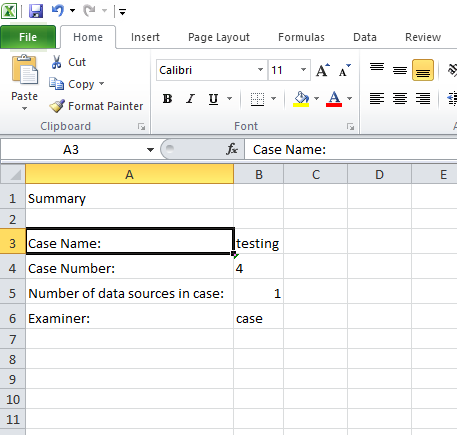 File Home Insert Page Layout Formulas Data Review
Cut
Copy
Format Painter
Paste
Clipboard
Calibri 11 A A
B I U A
Font
A3 fx Case Name:
A B C D E
1 Summary
2
3 Case Name: testing
4 Case Number: 4
5 Number of data sources in case: 1
6 Examiner: case
7
8
9
10
11